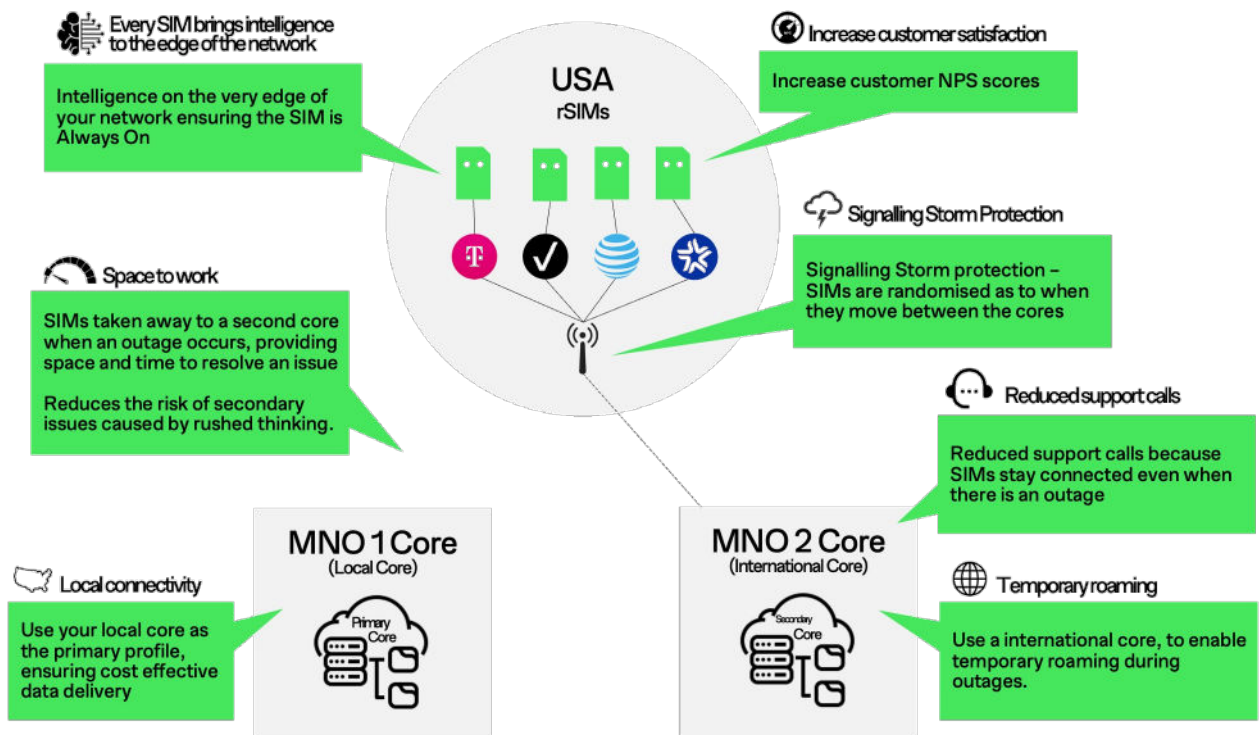 Every SIM brings intelligence
to the edge of the network
Intelligence on the very edge of
your network ensuring the SIM is
Always On
USA
rSIMs
Increase customer satisfaction
Increase customer NPS scores
T
Signalling Storm Protection
Signalling Storm protection –
SIMs are randomised as to when
they move between the cores
Space to work
SIMs taken away to a second core
when an outage occurs, providing
space and time to resolve an issue
Reduces the risk of secondary
issues caused by rushed thinking.
Reduced support calls
Reduced support calls because
SIMs stay connected even when
there is an outage
MNO 1 Core
(Local Core)
Primary
Core
MNO 2 Core
(International Core)
Secondary
Core
Local connectivity
Use your local core as
the primary profile,
ensuring cost effective
data delivery
Temporary roaming
Use a international core, to enable
temporary roaming during
outages.